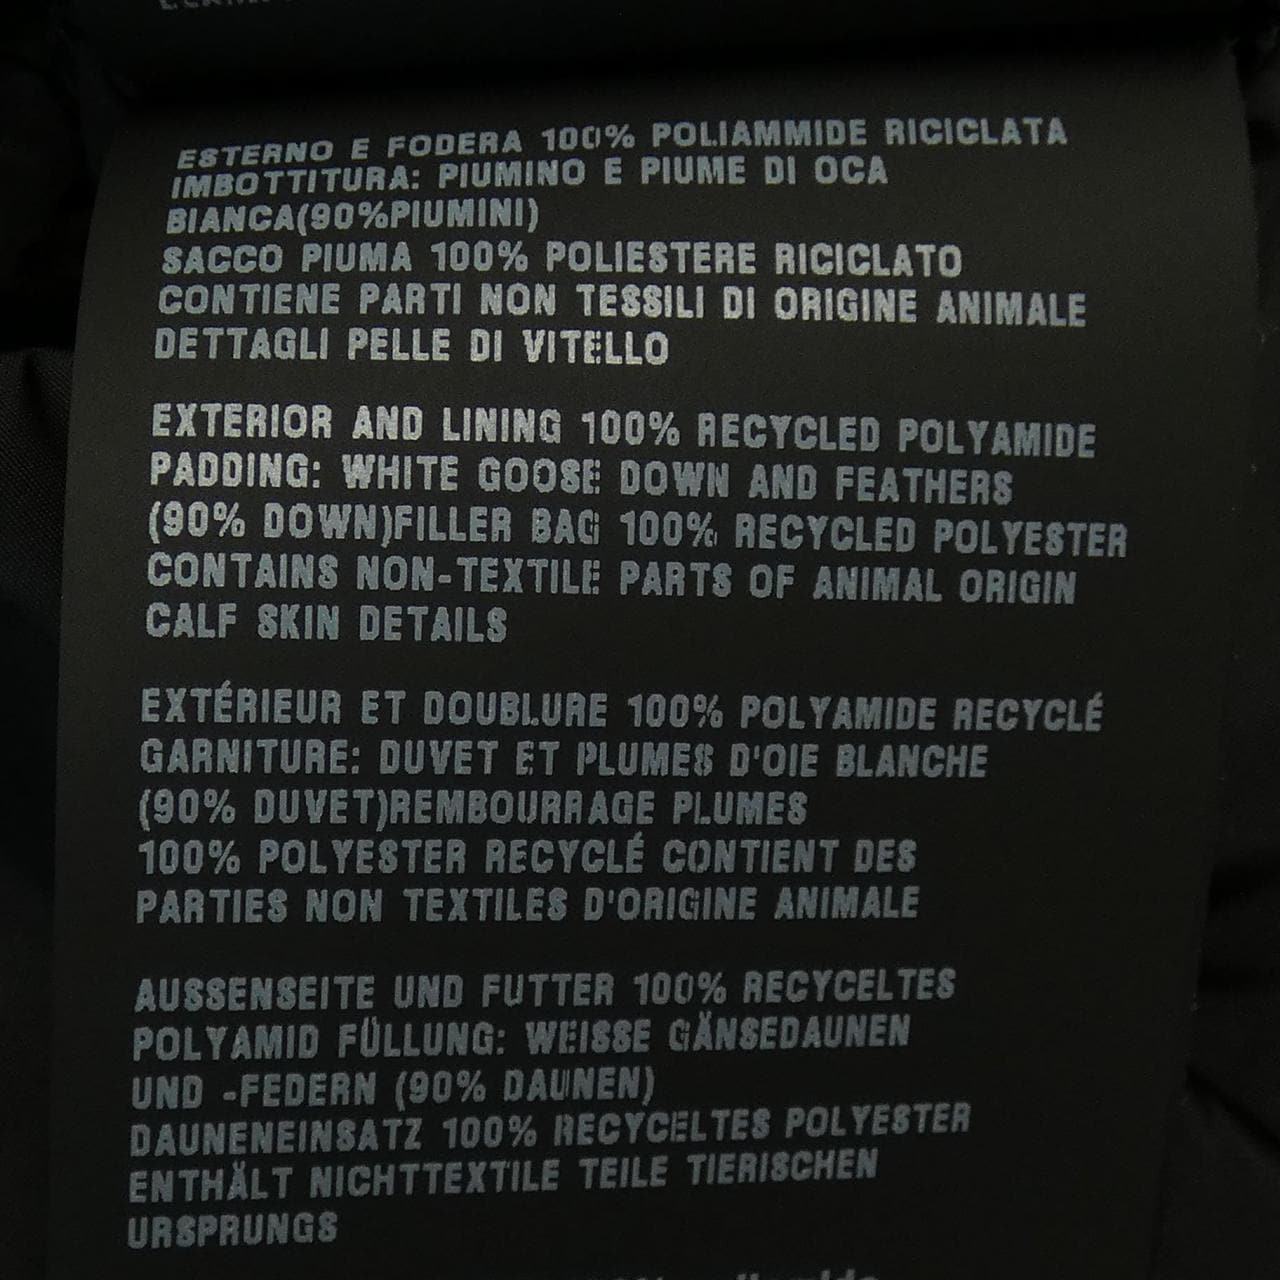 ESTERNO E FODERA 100% POLIAMMIDE RICICLATA
IMBOTTITURA: PIUMINO E PIUME DI OCA
BIANCA(90%PIUMINI)
SACCO PIUMA 100% POLIESTERE RICICLATO
CONTIENE PARTI NON TESSILI DI ORIGINE ANIMALE
DETTAGLI PELLE DI VITELLO
EXTERIOR AND LINING 100% RECYCLED POLYAMIDE
PADDING: WHITE GOOSE DOWN AND FEATHERS
(90% DOWN)FILLER BAG 100% RECYCLED POLYESTER
CONTAINS NON-TEXTILE PARTS OF ANIMAL ORIGIN
CALF SKIN DETAILS
EXTÉRIEUR ET DOUBLURE 100% POLYAMIDE RECYCLÉ
GARNITURE: DUVET ET PLUMES D'OIE BLANCHE
(90% DUVET)REMBOURRAGE PLUMES
100% POLYESTER RECYCLÉ CONTIENT DES
PARTIES NON TEXTILES D'ORIGINE ANIMALE
AUSSENSEITE UND FUTTER 100% RECYCELTES
POLYAMID FÜLLUNG: WEISSE GÄNSEDAUNEN
UND -FEDERN (90% DAUNEN)
DAUNENEINSATZ 100% RECYCELTES POLYESTER
ENTHÄLT NICHTTEXTILE TEILE TIERISCHEN
URSPRUNGS